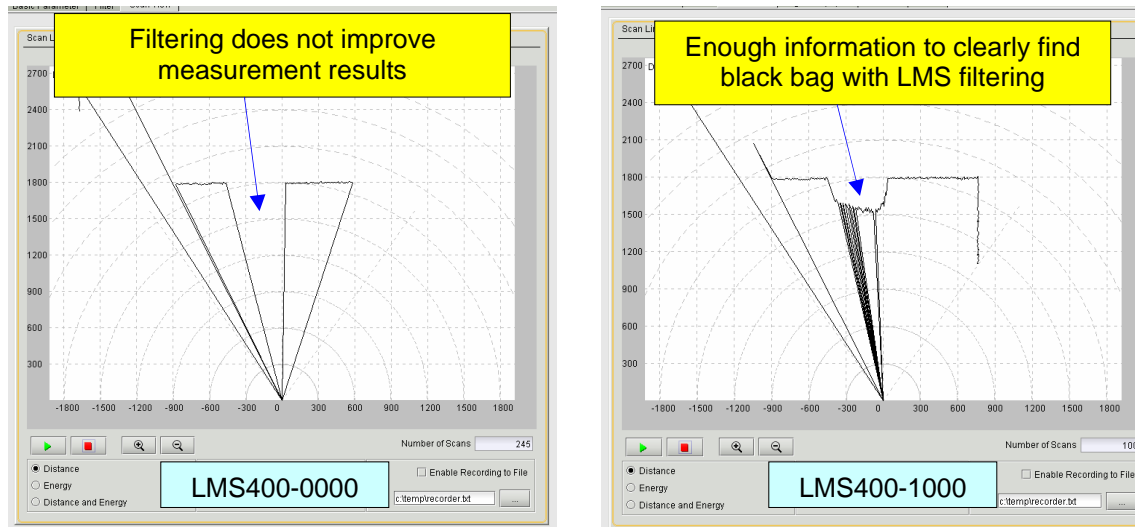 Filtering does not improve
measurement results
Scan L
2700
2400
2100
1800
1500
1200
900
600
300
-1800 -1500 -1200 -900 -600 -300 0 300 600 900 1200 1500 1800
Number of Scans 245
Distance
Energy
Distance and Energy
Enable Recording to File
c:\temp\recorder.txt ...
LMS400-0000
Enough information to clearly find
black bag with LMS filtering
Scan Li
2700 D
2400
2100
1800
1500
1200
900
600
300
-1800 -1500 -1200 -900 -600 -300 0 300 600 900 1200 1500 1800
Number of Scans 100
Distance
Energy
Distance and Energy
Enable Recording to File
c:\temp\recorder.txt ...
LMS400-1000